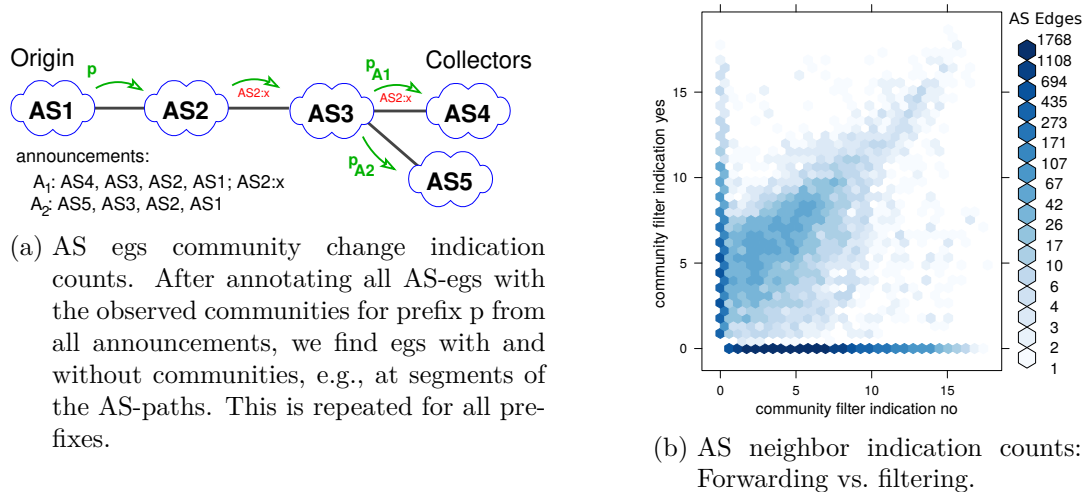 Origin
Collectors
p
AS2:x
pA1
AS2:x
AS1
AS2
AS3
AS4
pA2
AS5
announcements:
A1: AS4, AS3, AS2, AS1; AS2:x
A2: AS5, AS3, AS2, AS1
(a) AS egs community change indication
counts. After annotating all AS-egs with
the observed communities for prefix p from
all announcements, we find egs with and
without communities, e.g., at segments of
the AS-paths. This is repeated for all pre-
fixes.
community filter indication yes
15
10
5
0
0
5
10
15
community filter indication no
AS Edges
1768
1108
694
435
273
171
107
67
42
26
17
10
6
4
3
2
1
(b) AS neighbor indication counts:
Forwarding vs. filtering.